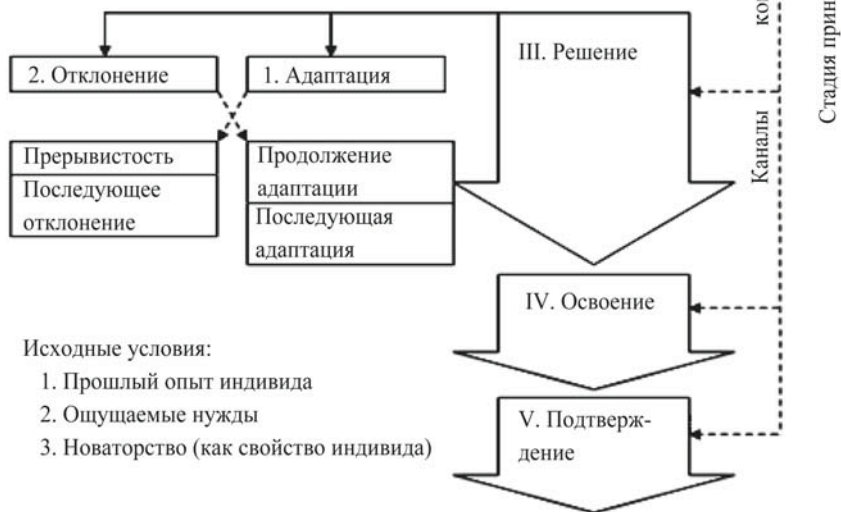 2. Отклонение
1. Адаптация
III. Решение
Прерывистость
Последующее
отклонение
Продолжение
адаптации
Последующая
адаптация
Каналы
IV. Освоение
Исходные условия:
1. Прошлый опыт индивида
2. Ощущаемые нужды
3. Новаторство (как свойство индивида)
V. Подтверж-
дение
Стадия